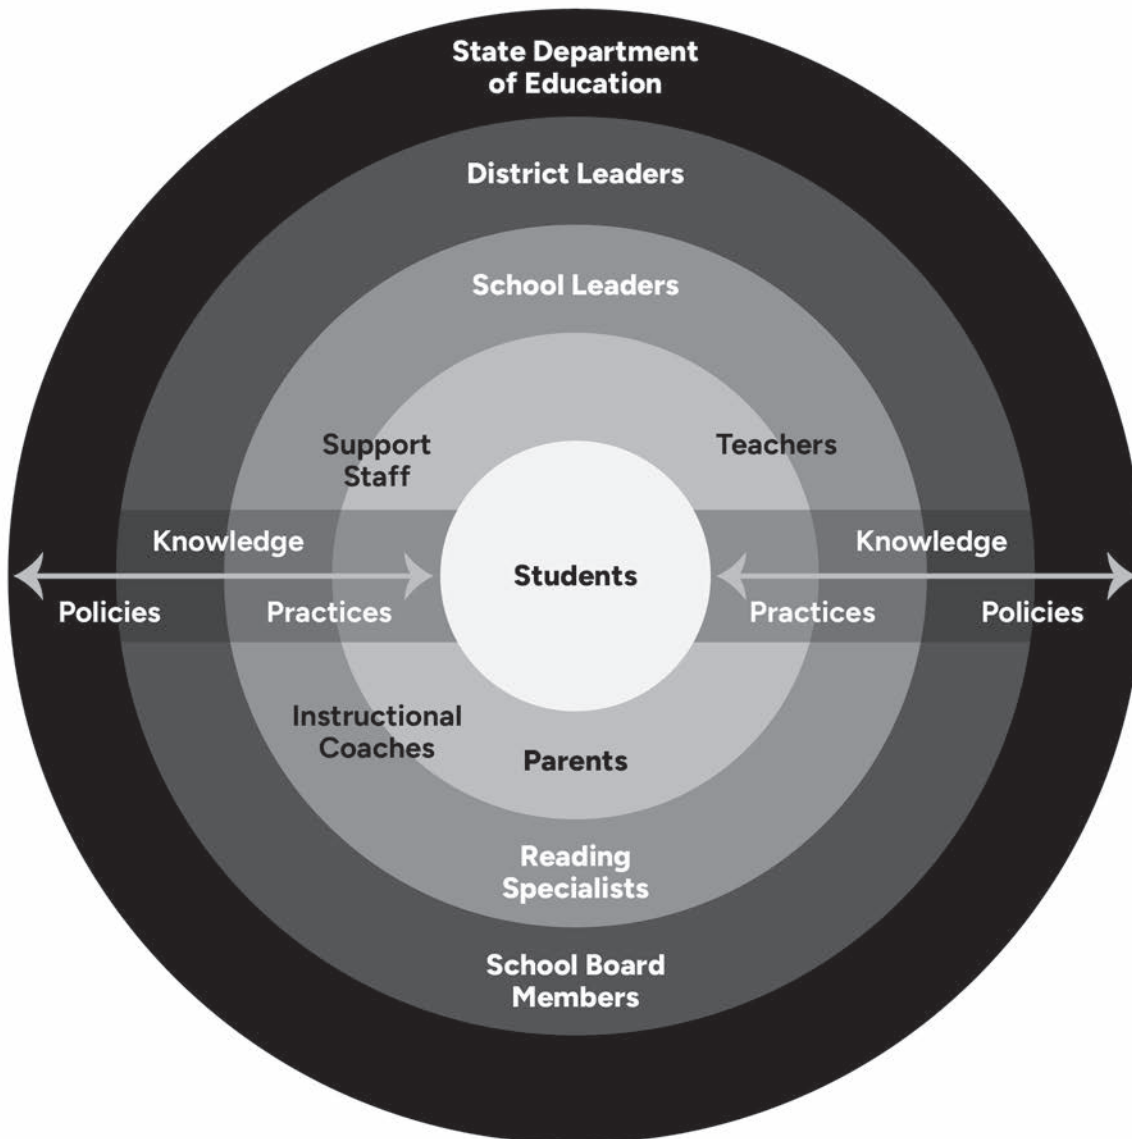 State Department
of Education
District Leaders
School Leaders
Support
Staff
Teachers
Knowledge
Knowledge
Students
Policies
Practices
Practices
Policies
Instructional
Coaches
Parents
Reading
Specialists
School Board
Members